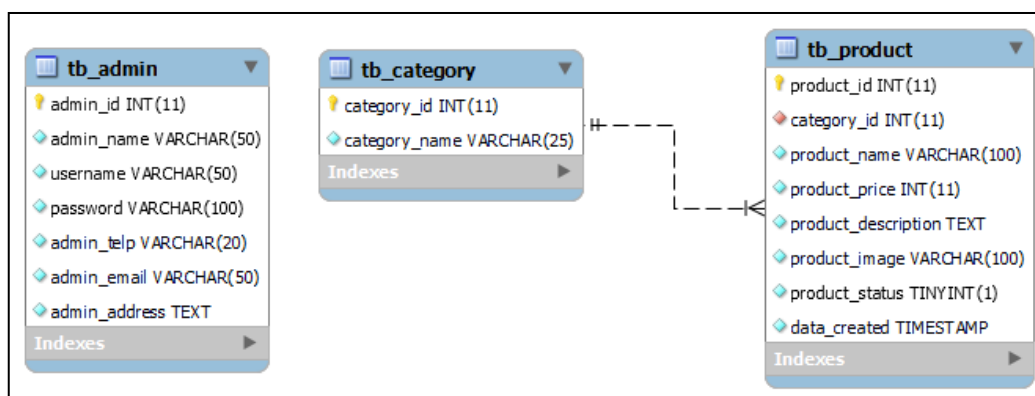 tb_admin
admin_id INT(11)
admin_name VARCHAR(50)
username VARCHAR(50)
password VARCHAR(100)
admin_telp VARCHAR(20)
admin_email VARCHAR(50)
admin_address TEXT
Indexes
tb_category
category_id INT(11)
category_name VARCHAR(25)
Indexes
tb_product
product_id INT(11)
category_id INT(11)
product_name VARCHAR(100)
product_price INT(11)
product_description TEXT
product_image VARCHAR(100)
product_status TINYINT(1)
data_created TIMESTAMP
Indexes